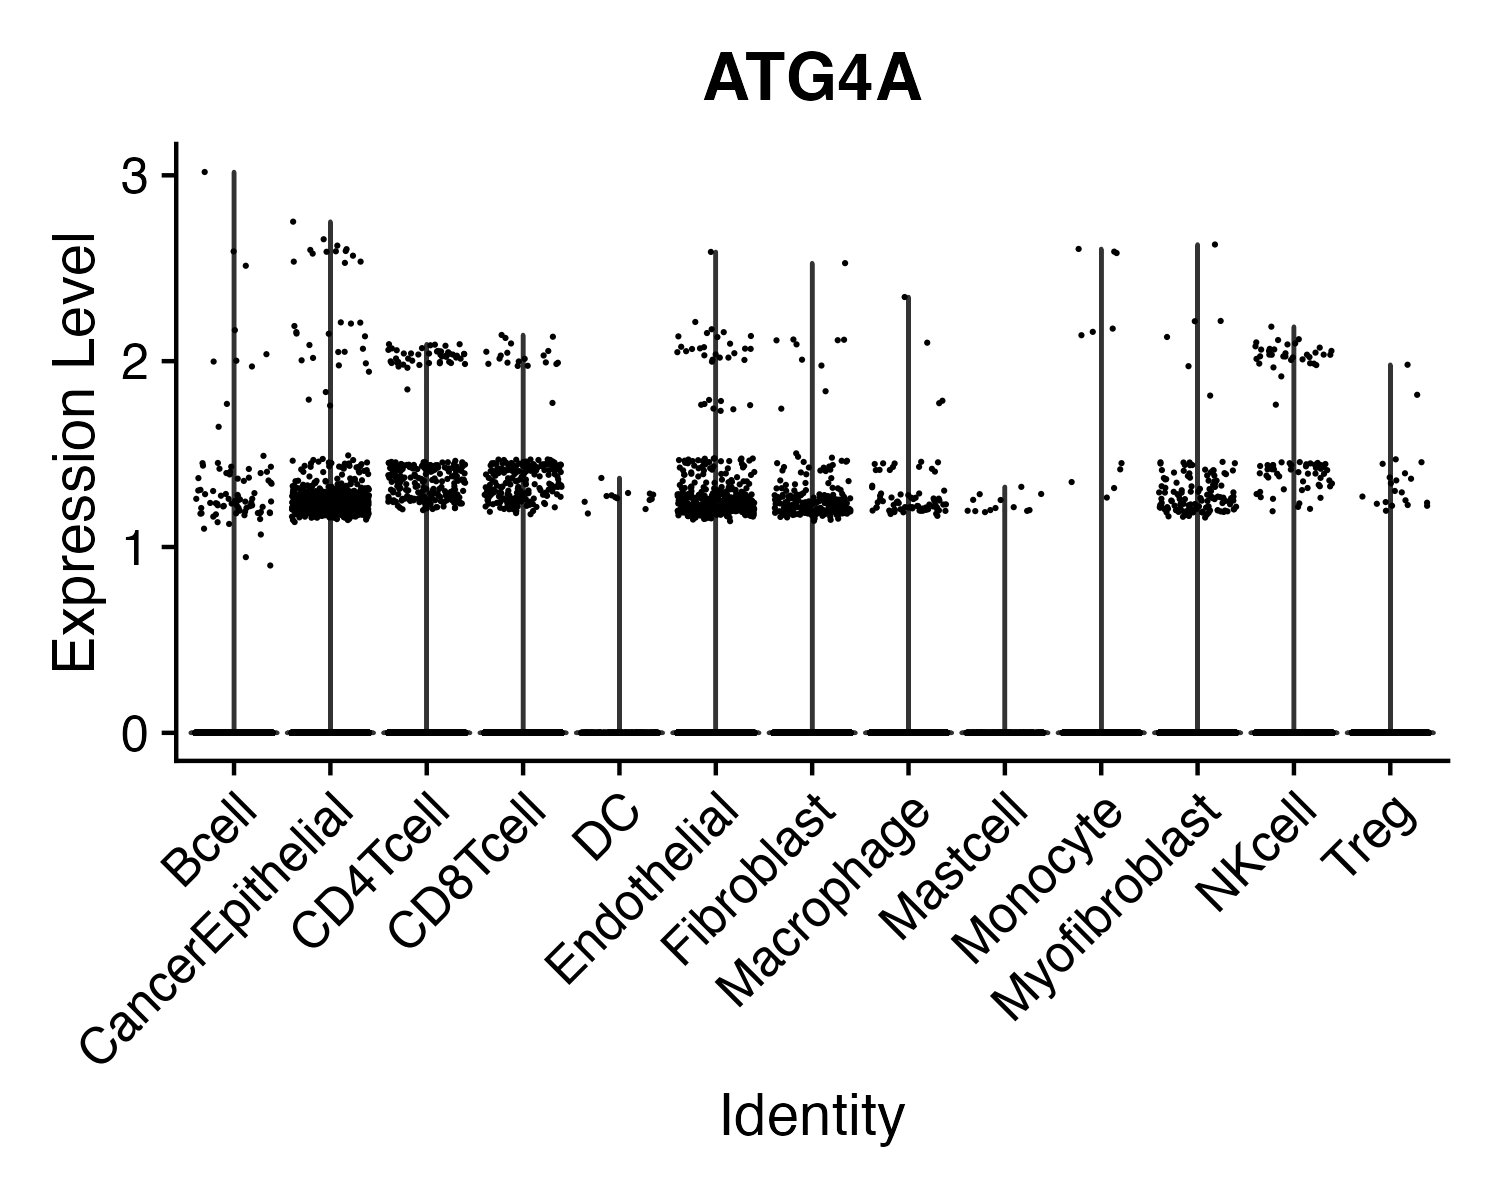 ATG4A
Expression Level
3
2
1
0
Bcell
CancerEpithelial
CD4Tcell
CD8Tcell
DC
Endothelial
Fibroblast
Macrophage
Mastcell
Monocyte
Myofibroblast
NKcell
Treg
Identity